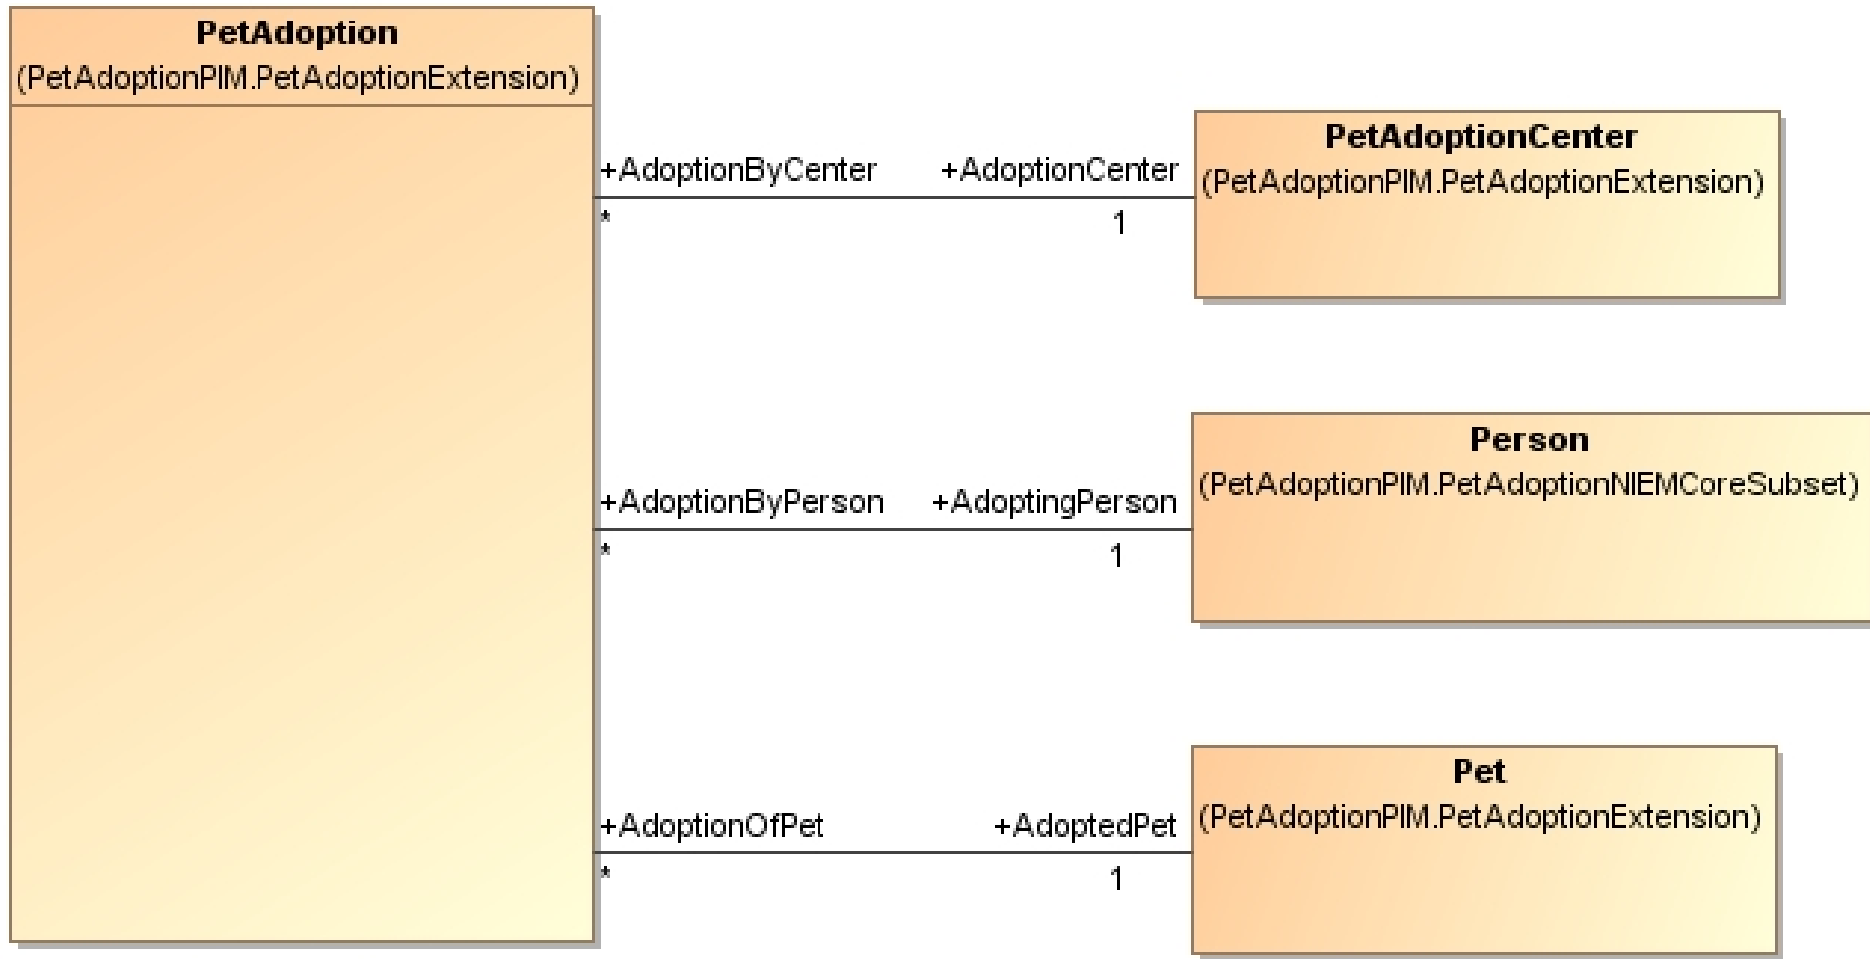 PetAdoption
(PetAdoptionPIM.PetAdoptionExtension)
+AdoptionByCenter
+AdoptionCenter
*
1
PetAdoptionCenter
(PetAdoptionPIM.PetAdoptionExtension)
+AdoptionByPerson
+AdoptingPerson
*
1
Person
(PetAdoptionPIM.PetAdoptionNIEMCoreSubset)
+AdoptionOfPet
+AdoptedPet
*
1
Pet
(PetAdoptionPIM.PetAdoptionExtension)